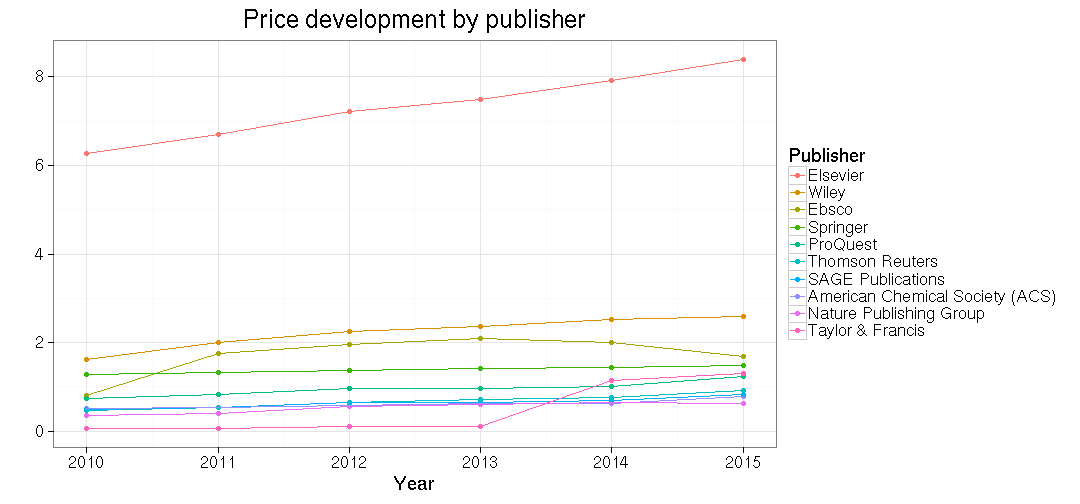 Price development by publisher
8
6
4
2
0
2010 2011 2012 2013 2014 2015
Year
Publisher
Elsevier
Wiley
Ebsco
Springer
ProQuest
Thomson Reuters
SAGE Publications
American Chemical Society (ACS)
Nature Publishing Group
Taylor & Francis